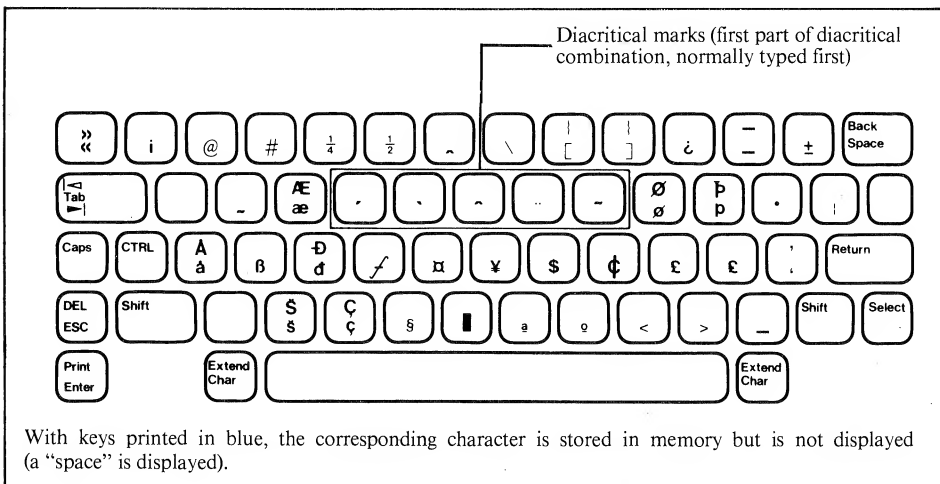 Diacritical marks (first part of diacritical
combination, normally typed first)
» « ¡ @ # ¼ ½ ^ \ | [ | ] ¿ — — ± Back Space
|◅ Tab ►| ~ Æ æ ´ ` ^ ¨ ~ Ø ø Þ þ • ¦
Caps CTRL Å å ß Đ đ ƒ ¤ ¥ $ ¢ £ £ ’ ‘ Return
DEL ESC Shift Š š Ç ç § ▮ ª º < > _ Shift Select
Print Enter Extend Char Extend Char
With keys printed in blue, the corresponding character is stored in memory but is not displayed
(a “space” is displayed).